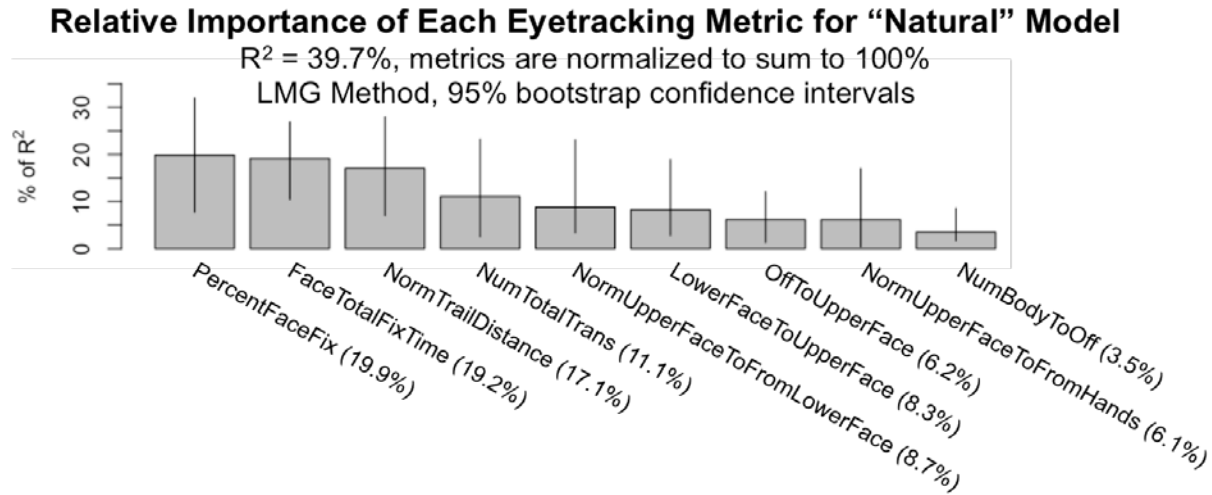 Relative Importance of Each Eyetracking Metric for “Natural” Model
R² = 39.7%, metrics are normalized to sum to 100%
LMG Method, 95% bootstrap confidence intervals
% of R²
30
20
10
0
PercentFaceFix (19.9%)
FaceTotalFixTime (19.2%)
NormTrailDistance (17.1%)
NumTotalTrans (11.1%)
NormUpperFaceToFromLowerFace (8.7%)
LowerFaceToUpperFace (8.3%)
OffToUpperFace (6.2%)
NormUpperFaceToFromHands (6.1%)
NumBodyToOff (3.5%)